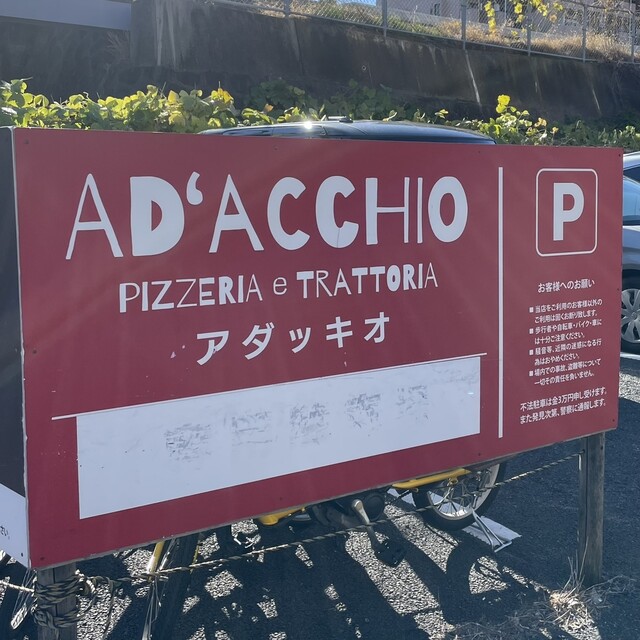 AD'ACCHIO
PIZZERIA e TRATTORIA
アダッキオ
P
お客様へのお願い
■当店をご利用のお客様以外の
ご利用は固くお断り致します。
■歩行者や自転車・バイク・車に
は十分ご注意ください。
■騒音等、近隣の迷惑になる行
為はおやめください。
■場内での事故、盗難等について
一切その責任を負いません。
不法駐車は金3万円申し受けます。
また発見次第、警察に通報します。
さい。